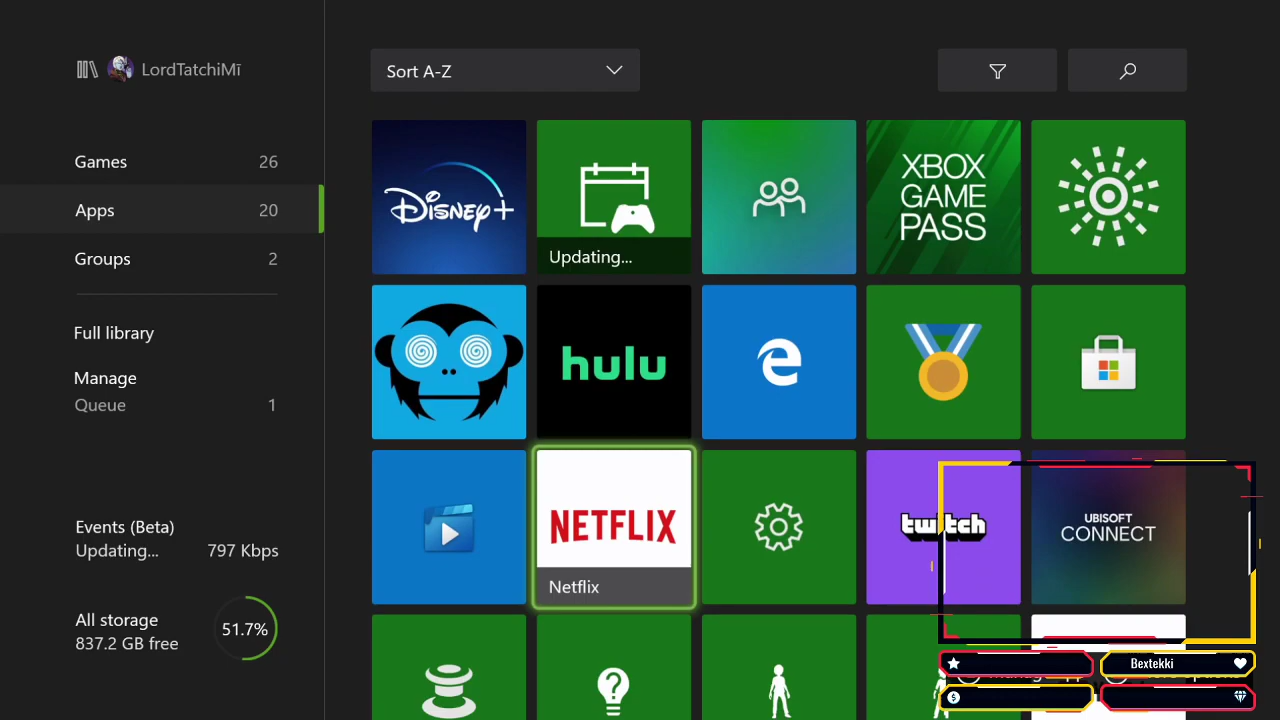 LordTatchiMī
Games 26
Apps 20
Groups 2
Full library
Manage
Queue 1
Events (Beta)
Updating... 797 Kbps
All storage
837.2 GB free
51.7%
Sort A-Z
Disney+
Updating...
XBOX
GAME
PASS
hulu
NETFLIX
Netflix
twitch
UBISOFT
CONNECT
Bextekki